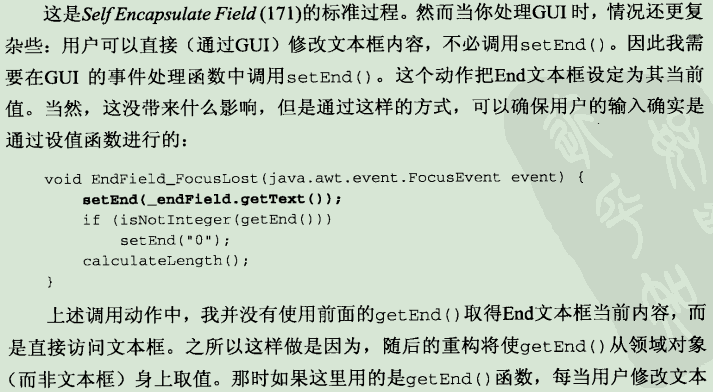 这是Self Encapsulate Field (171)的标准过程。然而当你处理GUI 时，情况还更复
杂些：用户可以直接（通过GUI）修改文本框内容，不必调用setEnd()。因此我需
要在GUI 的事件处理函数中调用setEnd()。这个动作把End文本框设定为其当前
值。当然，这没带来什么影响，但是通过这样的方式，可以确保用户的输入确实是
通过设值函数进行的：
void EndField_FocusLost(java.awt.event.FocusEvent event) {
setEnd(_endField.getText());
if (isNotInteger(getEnd()))
setEnd("0");
calculateLength();
}
上述调用动作中，我并没有使用前面的getEnd()取得End文本框当前内容，而
是直接访问文本框。之所以这样做是因为，随后的重构将使getEnd()从领域对象
（而非文本框）身上取值。那时如果这里用的是getEnd()函数，每当用户修改文本